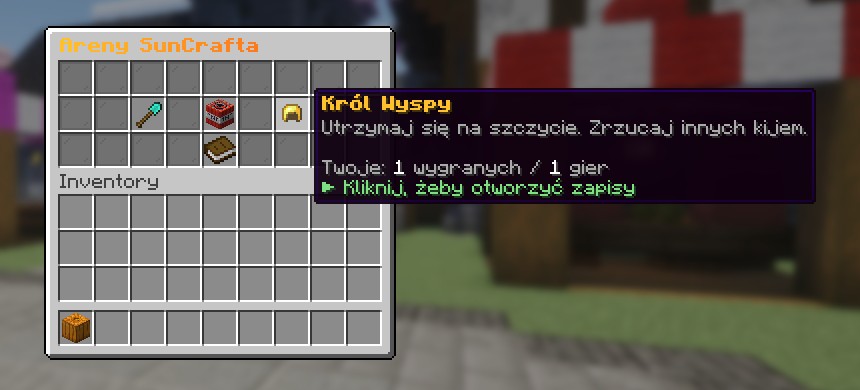 Areny SunCrafta
Król Wyspy
Utrzymaj się na szczycie. Zrzucaj innych kijem.
Twoje: 1 wygranych / 1 gier
► Kliknij, żeby otworzyć zapisy
Inventory